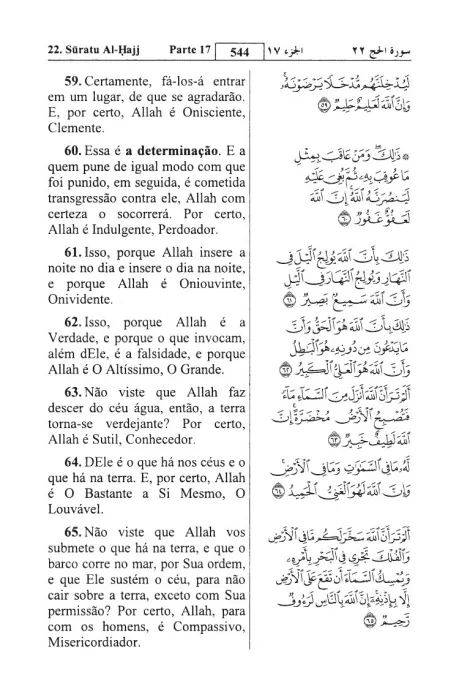 22. Sūratu Al-Ḥajj Parte 17 544 الجزء ١٧ سورة الحج ٢٢
59. Certamente, fá-los-á entrar
em um lugar, de que se agradarão.
E, por certo, Allah é Onisciente,
Clemente.
60. Essa é a determinação. E a
quem pune de igual modo com que
foi punido, em seguida, é cometida
transgressão contra ele, Allah com
certeza o socorrerá. Por certo,
Allah é Indulgente, Perdoador.
61. Isso, porque Allah insere a
noite no dia e insere o dia na noite,
e porque Allah é Oniouvinte,
Onividente.
62. Isso, porque Allah é a
Verdade, e porque o que invocam,
além dEle, é a falsidade, e porque
Allah é O Altíssimo, O Grande.
63. Não viste que Allah faz
descer do céu água, então, a terra
torna-se verdejante? Por certo,
Allah é Sutil, Conhecedor.
64. DEle é o que há nos céus e o
que há na terra. E, por certo, Allah
é O Bastante a Si Mesmo, O
Louvável.
65. Não viste que Allah vos
submete o que há na terra, e que o
barco corre no mar, por Sua ordem,
e que Ele sustém o céu, para não
cair sobre a terra, exceto com Sua
permissão? Por certo, Allah, para
com os homens, é Compassivo,
Misericordiador.
لَيُدْخِلَنَّهُم مُّدْخَلًا يَرْضَوْنَهُۥ
وَإِنَّ ٱللَّهَ لَعَلِيمٌ حَلِيمٌ ٥٩
۞ ذَٰلِكَ وَمَنْ عَاقَبَ بِمِثْلِ
مَا عُوقِبَ بِهِۦ ثُمَّ بُغِىَ عَلَيْهِ
لَيَنصُرَنَّهُ ٱللَّهُ إِنَّ ٱللَّهَ
لَعَفُوٌّ غَفُورٌ ٦٠
ذَٰلِكَ بِأَنَّ ٱللَّهَ يُولِجُ ٱلَّيْلَ فِى
ٱلنَّهَارِ وَيُولِجُ ٱلنَّهَارَ فِى ٱلَّيْلِ
وَأَنَّ ٱللَّهَ سَمِيعٌۢ بَصِيرٌ ٦١
ذَٰلِكَ بِأَنَّ ٱللَّهَ هُوَ ٱلْحَقُّ وَأَنَّ
مَا يَدْعُونَ مِن دُونِهِۦ هُوَ ٱلْبَٰطِلُ
وَأَنَّ ٱللَّهَ هُوَ ٱلْعَلِىُّ ٱلْكَبِيرُ ٦٢
أَلَمْ تَرَ أَنَّ ٱللَّهَ أَنزَلَ مِنَ ٱلسَّمَآءِ مَآءً
فَتُصْبِحُ ٱلْأَرْضُ مُخْضَرَّةً إِنَّ
ٱللَّهَ لَطِيفٌ خَبِيرٌ ٦٣
لَّهُۥ مَا فِى ٱلسَّمَٰوَٰتِ وَمَا فِى ٱلْأَرْضِ
وَإِنَّ ٱللَّهَ لَهُوَ ٱلْغَنِىُّ ٱلْحَمِيدُ ٦٤
أَلَمْ تَرَ أَنَّ ٱللَّهَ سَخَّرَ لَكُم مَّا فِى ٱلْأَرْضِ
وَٱلْفُلْكَ تَجْرِى فِى ٱلْبَحْرِ بِأَمْرِهِۦ
وَيُمْسِكُ ٱلسَّمَآءَ أَن تَقَعَ عَلَى ٱلْأَرْضِ
إِلَّا بِإِذْنِهِۦٓ إِنَّ ٱللَّهَ بِٱلنَّاسِ لَرَءُوفٌ
رَّحِيمٌ ٦٥